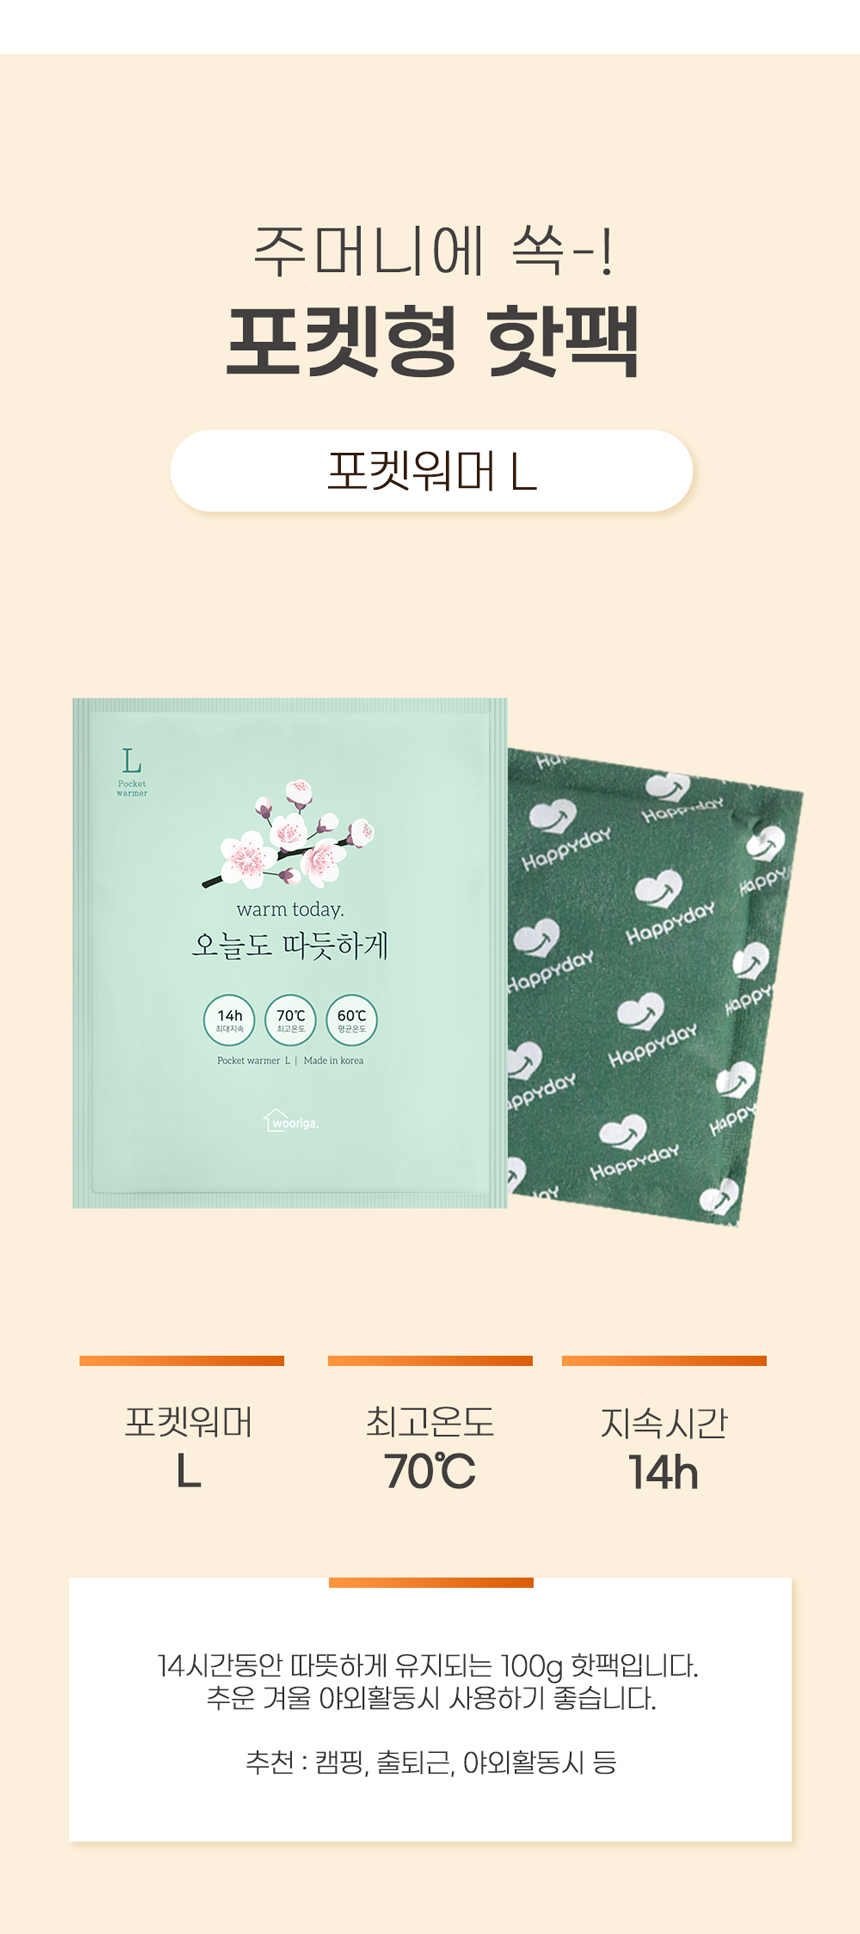 주머니에 쏙-!
포켓형 핫팩
포켓워머 L
L
Pocket
warmer
warm today.
오늘도 따듯하게
14h
최대지속
70℃
최고온도
60℃
평균온도
Pocket warmer L | Made in korea
wooriga.
Happyday
Happyday
Happy
Happyday
Happyday
Happy
Happyday
ppyday
Happy
Happyday
포켓워머
L
최고온도
70℃
지속시간
14h
14시간동안 따뜻하게 유지되는 100g 핫팩입니다.
추운 겨울 야외활동시 사용하기 좋습니다.
추천 : 캠핑, 출퇴근, 야외활동시 등